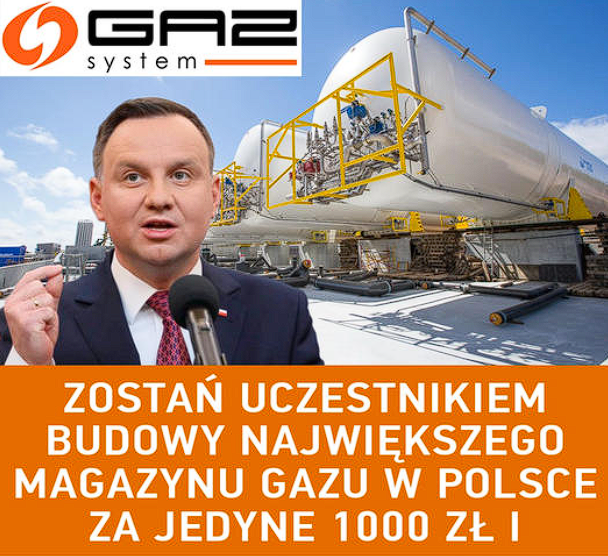 GAZ
system
ZOSTAŃ UCZESTNIKIEM
BUDOWY NAJWIĘKSZEGO
MAGAZYNU GAZU W POLSCE
ZA JEDYNE 1000 ZŁ I